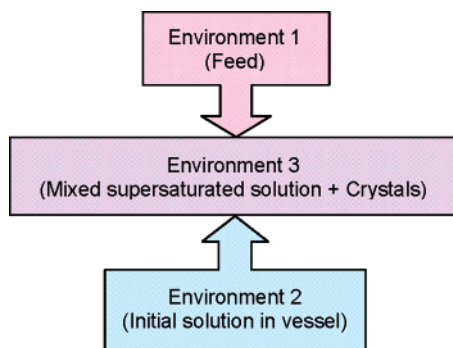 Environment 1
(Feed)
Environment 3
(Mixed supersaturated solution + Crystals)
Environment 2
(Initial solution in vessel)